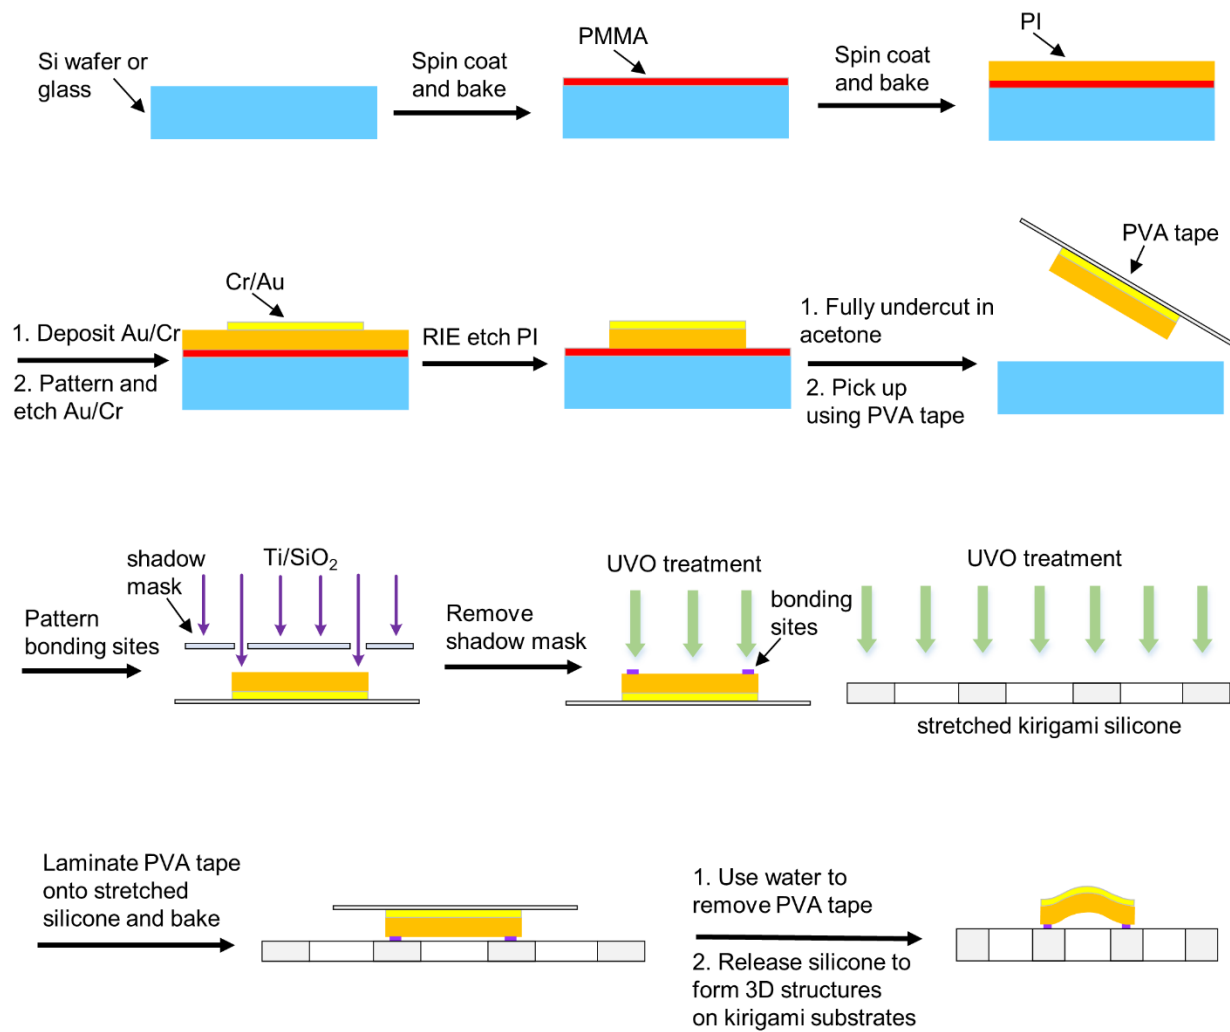 Si wafer or
glass
Spin coat
and bake
PMMA
Spin coat
and bake
PI
1. Deposit Au/Cr
2. Pattern and
etch Au/Cr
Cr/Au
RIE etch PI
1. Fully undercut in
acetone
2. Pick up
using PVA tape
PVA tape
Pattern
bonding sites
shadow
mask
Ti/SiO₂
Remove
shadow mask
UVO treatment
bonding
sites
UVO treatment
stretched kirigami silicone
Laminate PVA tape
onto stretched
silicone and bake
1. Use water to
remove PVA tape
2. Release silicone to
form 3D structures
on kirigami substrates